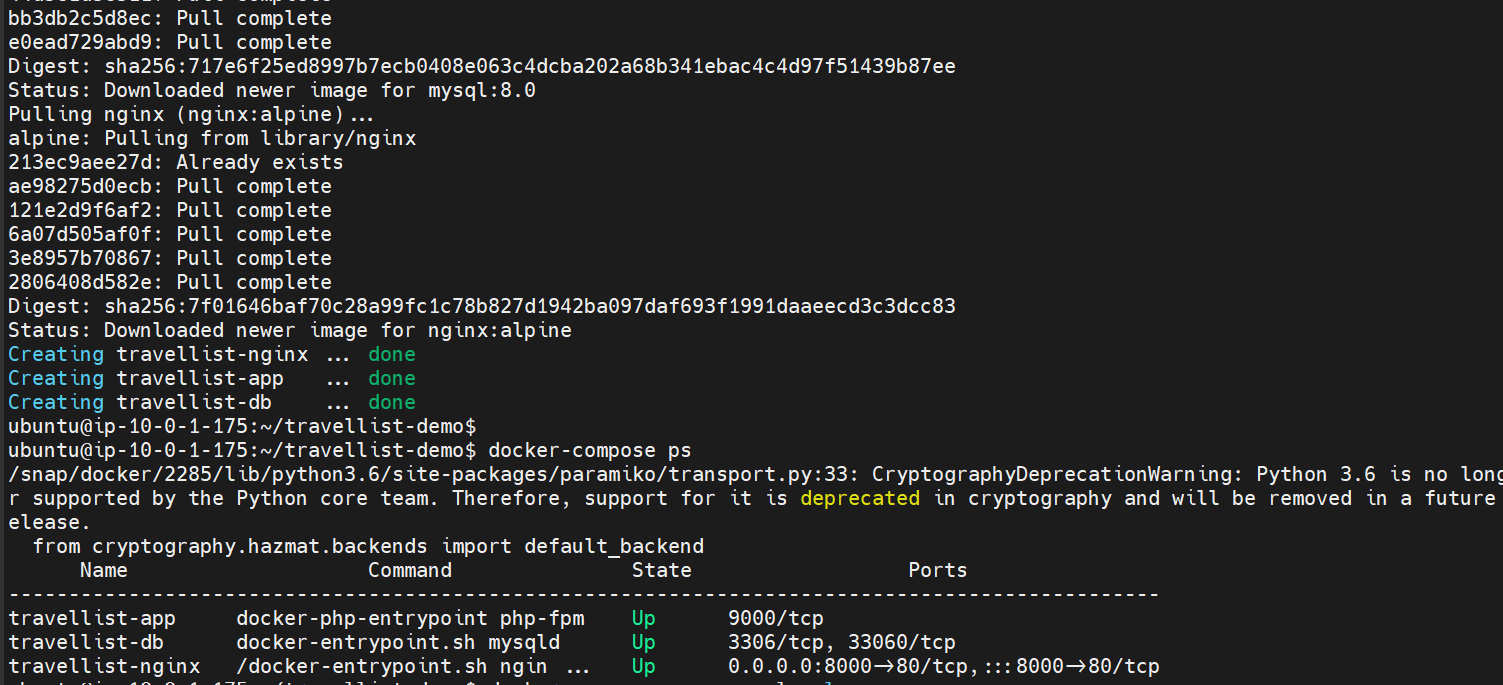 bb3db2c5d8ec: Pull complete
e0ead729abd9: Pull complete
Digest: sha256:717e6f25ed8997b7ecb0408e063c4dcba202a68b341ebac4c4d97f51439b87ee
Status: Downloaded newer image for mysql:8.0
Pulling nginx (nginx:alpine)...
alpine: Pulling from library/nginx
213ec9aee27d: Already exists
ae98275d0ecb: Pull complete
121e2d9f6af2: Pull complete
6a07d505af0f: Pull complete
3e8957b70867: Pull complete
2806408d582e: Pull complete
Digest: sha256:7f01646baf70c28a99fc1c78b827d1942ba097daf693f1991daaeecd3c3dcc83
Status: Downloaded newer image for nginx:alpine
Creating travellist-nginx ... done
Creating travellist-app ... done
Creating travellist-db ... done
ubuntu@ip-10-0-1-175:~/travellist-demo$
ubuntu@ip-10-0-1-175:~/travellist-demo$ docker-compose ps
/snap/docker/2285/lib/python3.6/site-packages/paramiko/transport.py:33: CryptographyDeprecationWarning: Python 3.6 is no long
r supported by the Python core team. Therefore, support for it is deprecated in cryptography and will be removed in a future
elease.
from cryptography.hazmat.backends import default_backend
Name Command State Ports
------------------------------------------------------------------------------------------------
travellist-app docker-php-entrypoint php-fpm Up 9000/tcp
travellist-db docker-entrypoint.sh mysqld Up 3306/tcp, 33060/tcp
travellist-nginx /docker-entrypoint.sh ngin ... Up 0.0.0.0:8000->80/tcp,:::8000->80/tcp